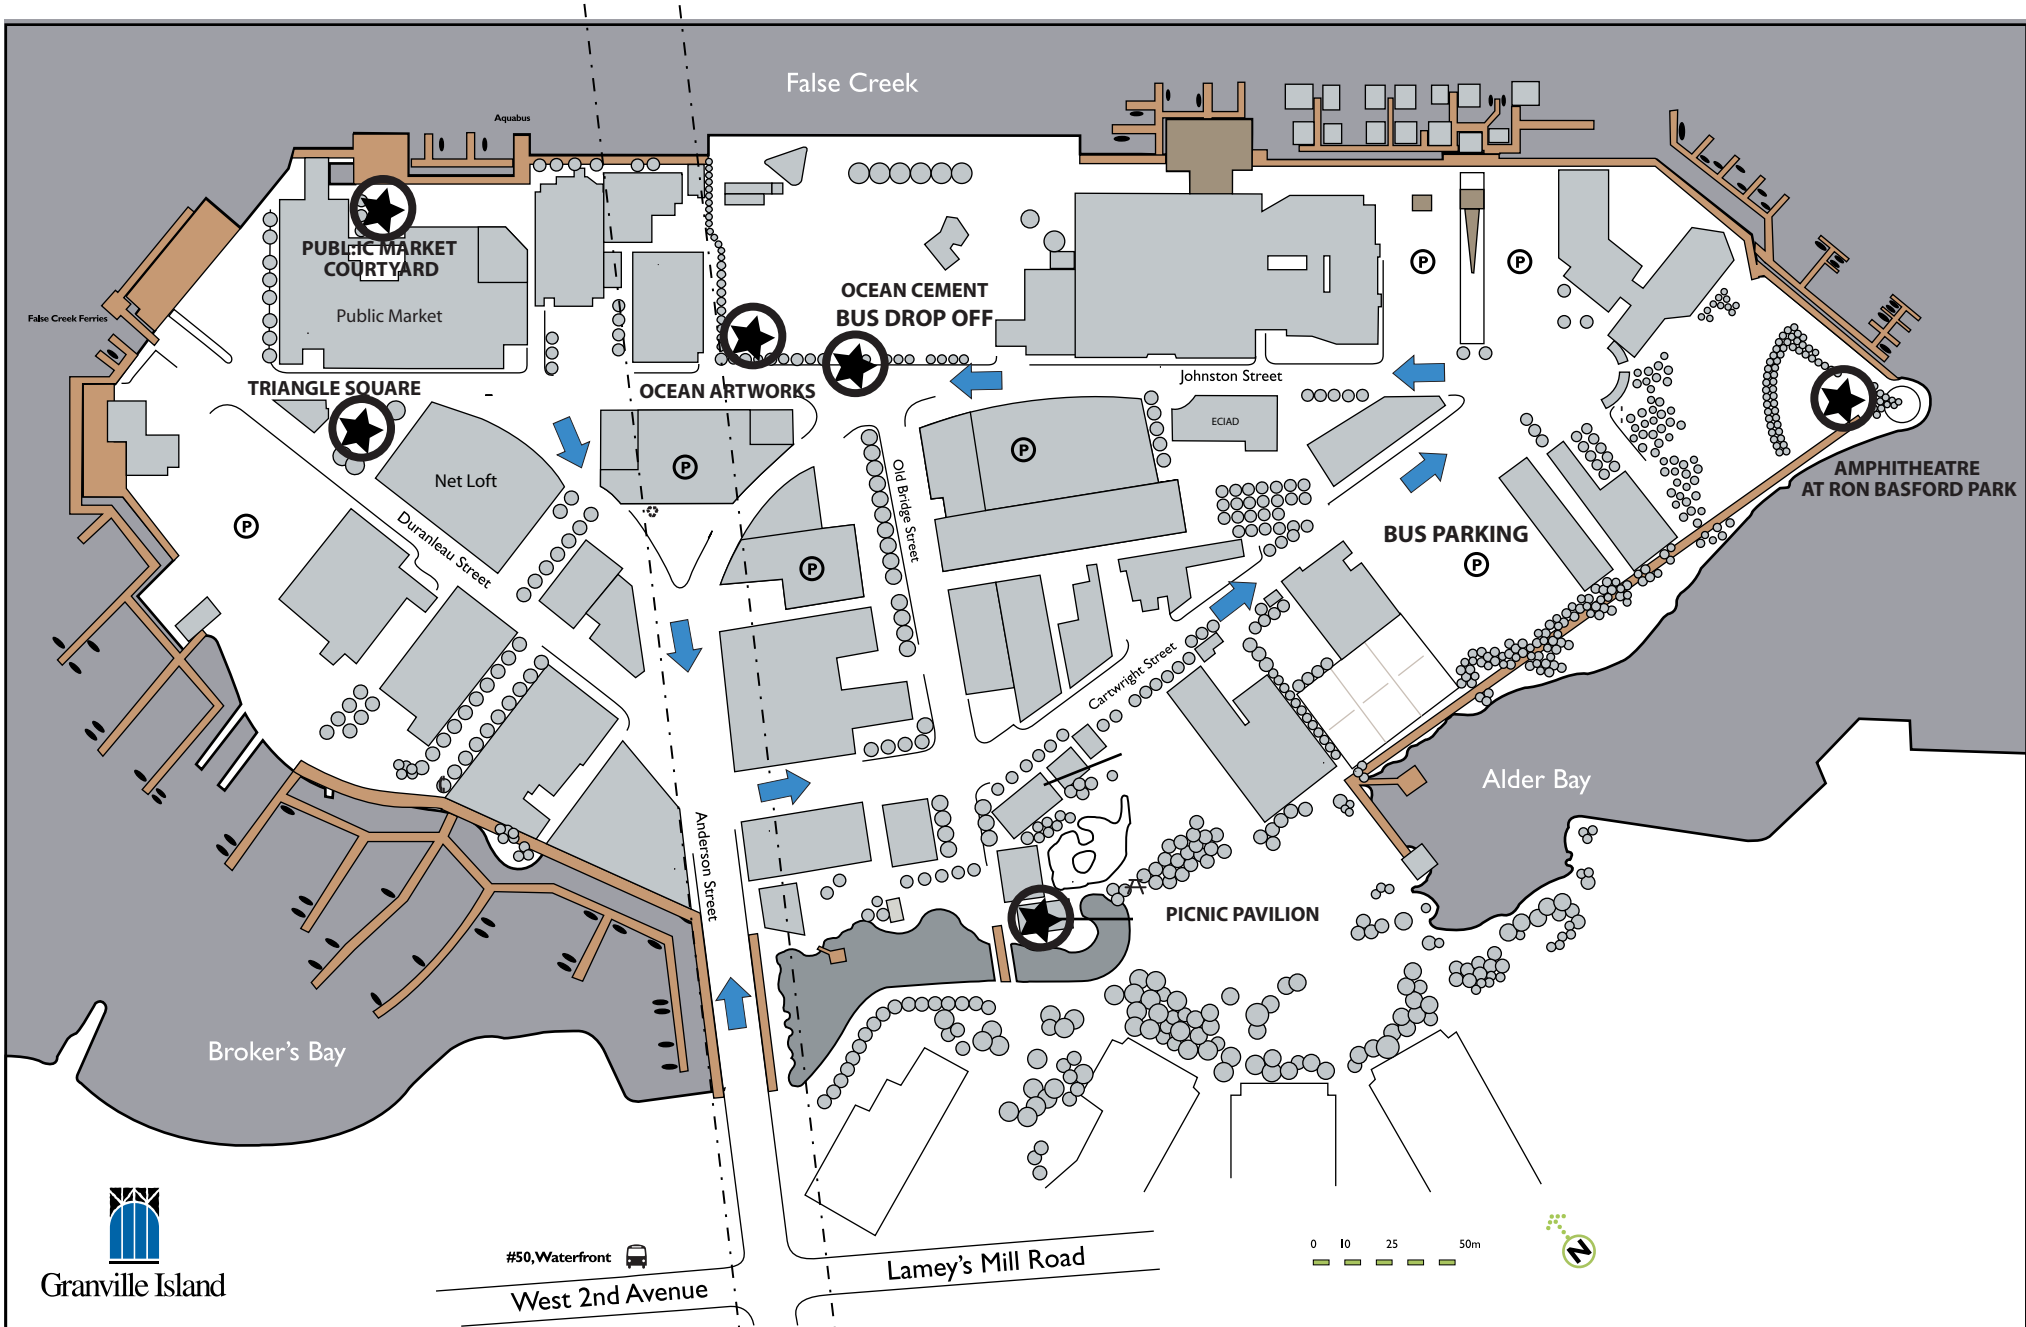 False Creek
Aquabus
PUBLIC MARKET
COURTYARD
Public Market
False Creek Ferries
OCEAN CEMENT
BUS DROP OFF
P
P
TRIANGLE SQUARE
OCEAN ARTWORKS
Johnston Street
ECIAD
Net Loft
P
P
Old Bridge Street
AMPHITHEATRE
AT RON BASFORD PARK
P
Duranleau Street
BUS PARKING
P
P
Cartwright Street
Alder Bay
Anderson Street
PICNIC PAVILION
Broker's Bay
Granville Island
#50, Waterfront
West 2nd Avenue
Lamey's Mill Road
0 10 25 50m
N